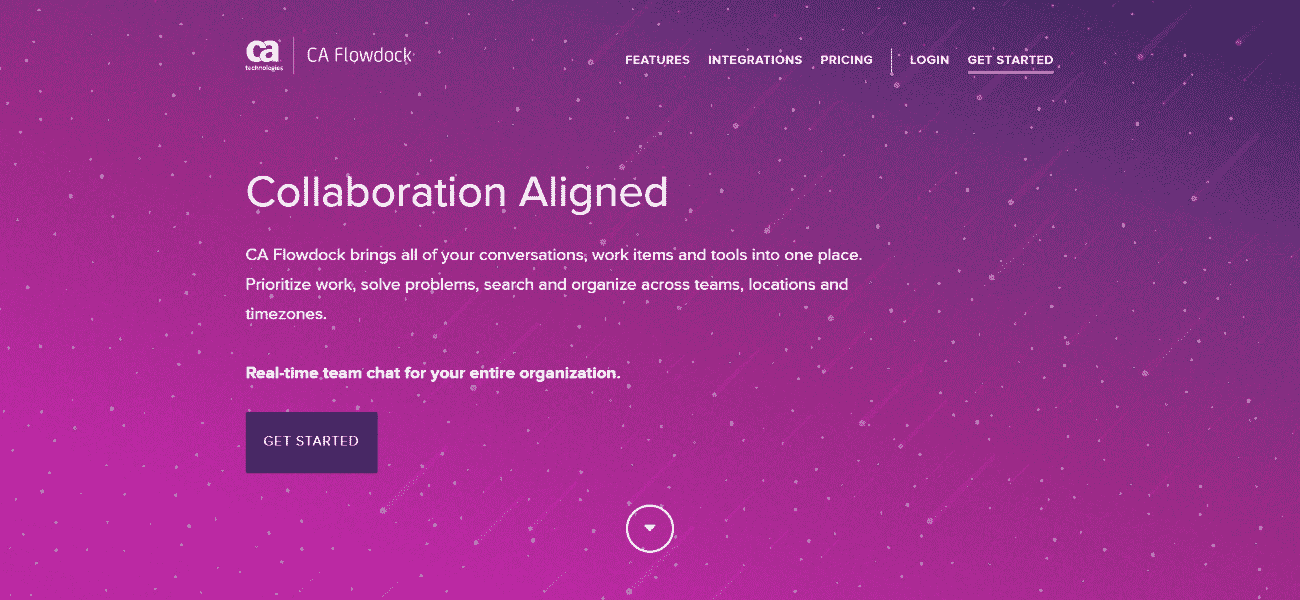 ca technologies CA Flowdock
FEATURES INTEGRATIONS PRICING LOGIN GET STARTED
Collaboration Aligned
CA Flowdock brings all of your conversations, work items and tools into one place.
Prioritize work, solve problems, search and organize across teams, locations and
timezones.
Real-time team chat for your entire organization.
GET STARTED